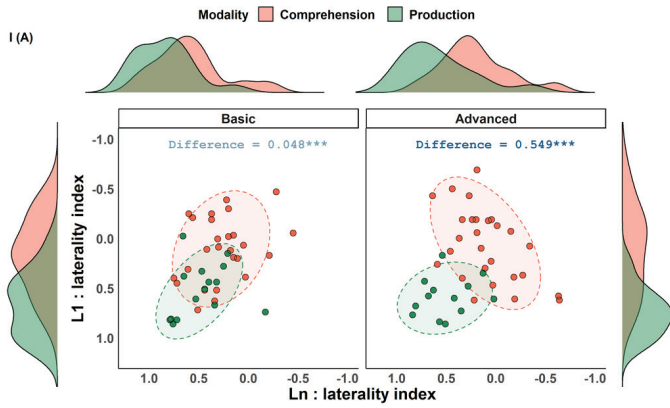 Modality Comprehension Production
I (A)
Basic Advanced
Difference = 0.048*** Difference = 0.549***
-1.0
-0.5
0.0
0.5
1.0
L1 : laterality index
1.0 0.5 0.0 -0.5 -1.0 1.0 0.5 0.0 -0.5 -1.0
Ln : laterality index